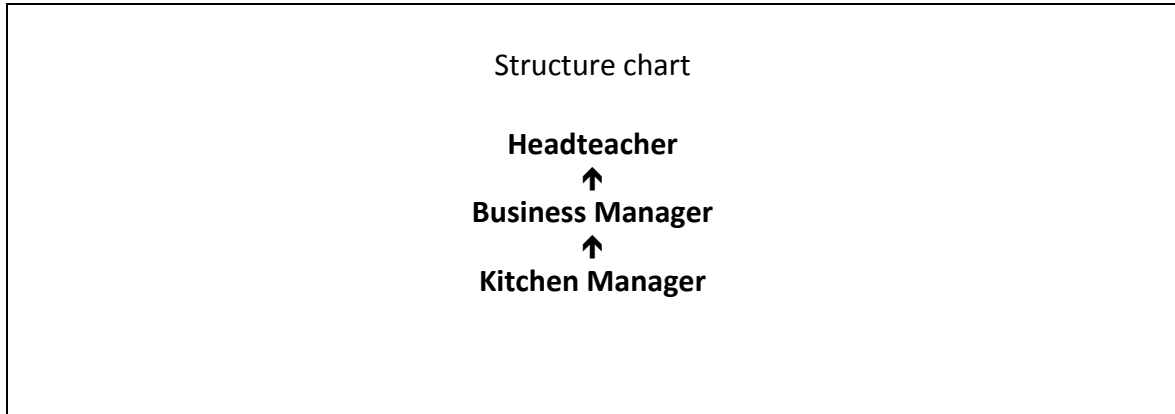 Structure chart
Headteacher
↑
Business Manager
↑
Kitchen Manager